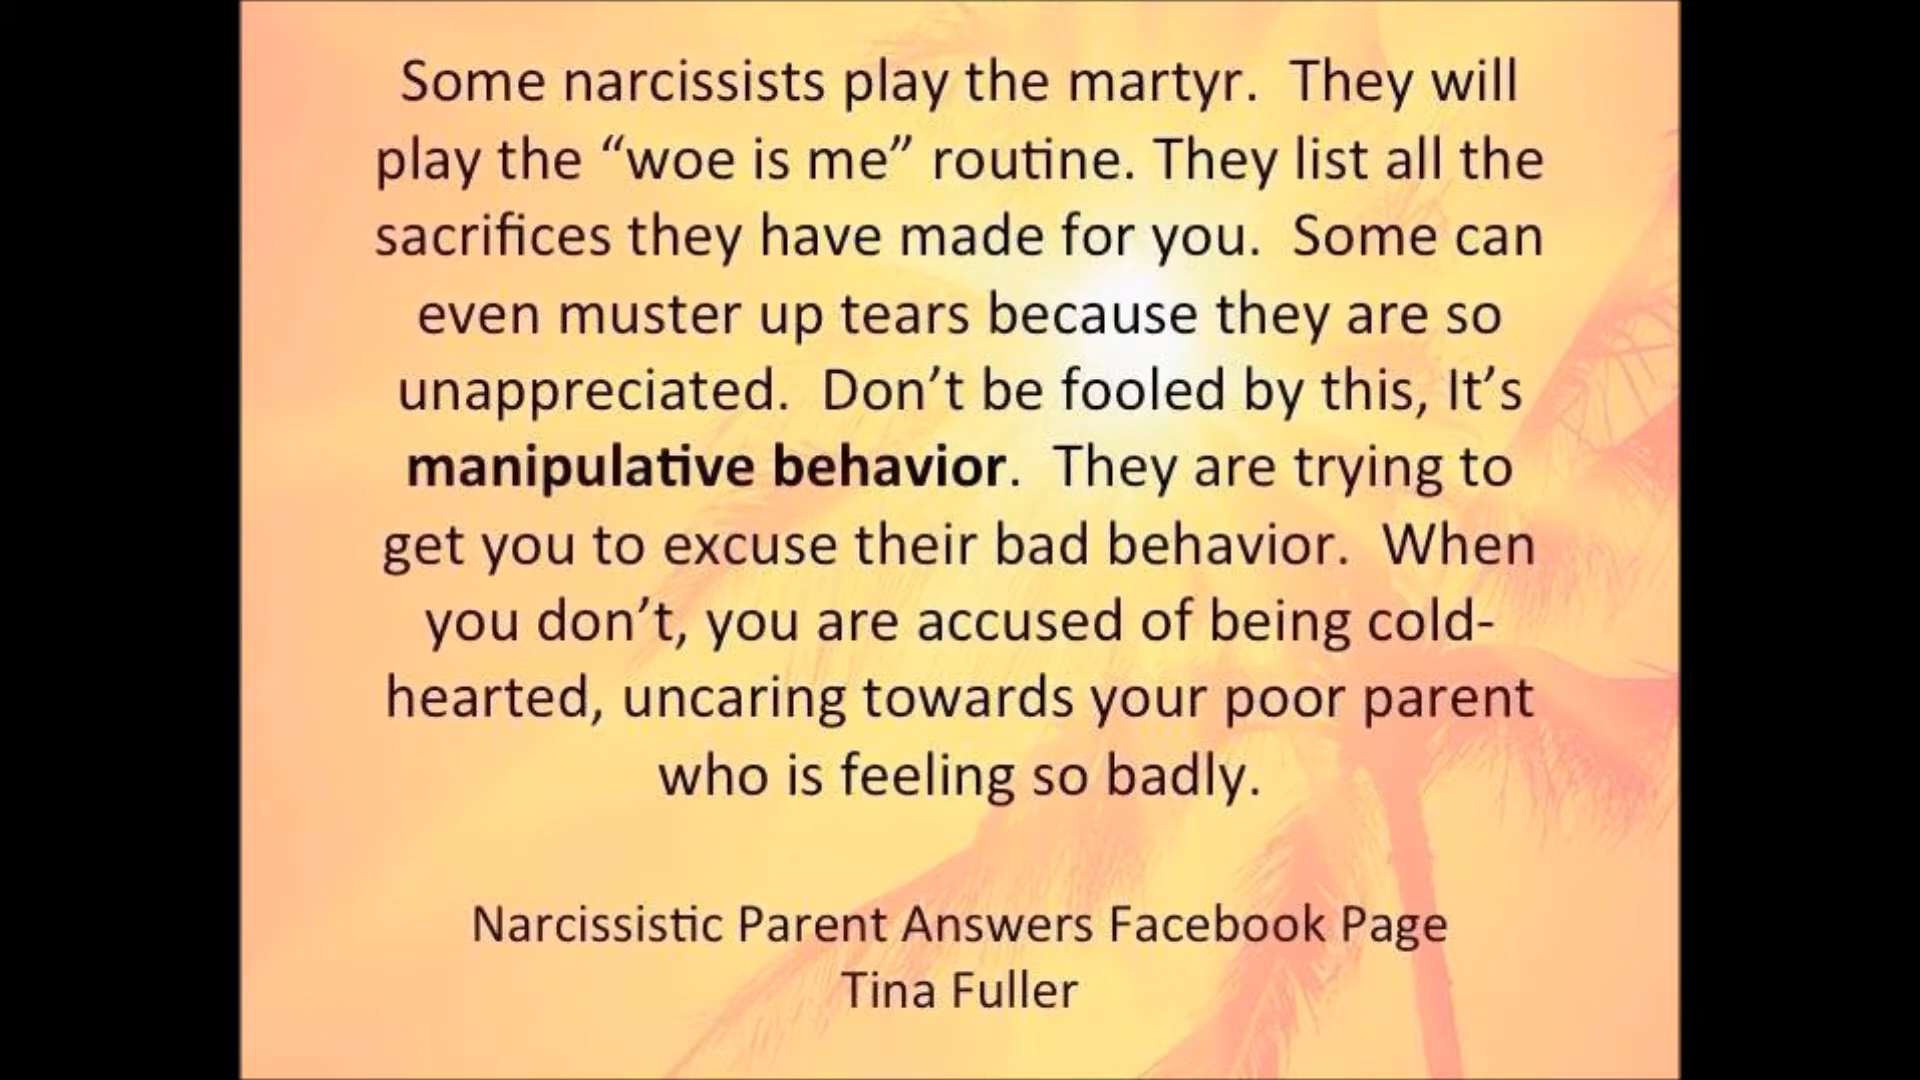 Some narcissists play the martyr.  They will
play the “woe is me” routine. They list all the
sacrifices they have made for you.  Some can
even muster up tears because they are so
unappreciated.  Don’t be fooled by this, It’s
manipulative behavior.  They are trying to
get you to excuse their bad behavior.  When
you don’t, you are accused of being cold-
hearted, uncaring towards your poor parent
who is feeling so badly.
Narcissistic Parent Answers Facebook Page
Tina Fuller